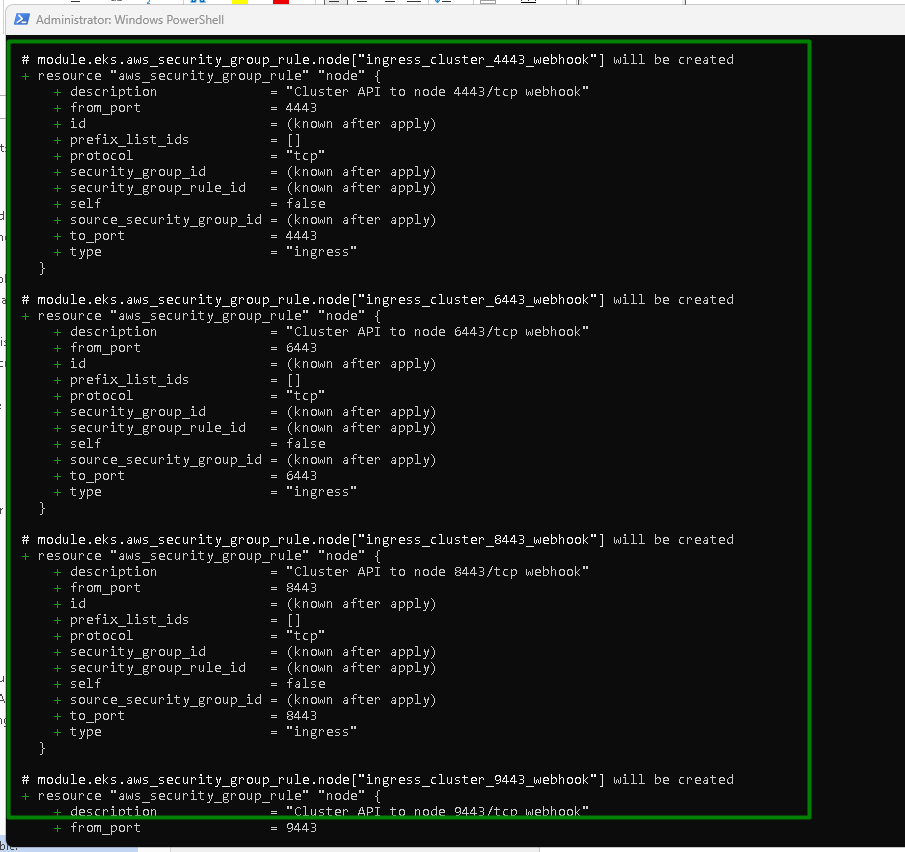 Administrator: Windows PowerShell
# module.eks.aws_security_group_rule.node["ingress_cluster_4443_webhook"] will be created
+ resource "aws_security_group_rule" "node" {
+ description = "Cluster API to node 4443/tcp webhook"
+ from_port = 4443
+ id = (known after apply)
+ prefix_list_ids = []
+ protocol = "tcp"
+ security_group_id = (known after apply)
+ security_group_rule_id = (known after apply)
+ self = false
+ source_security_group_id = (known after apply)
+ to_port = 4443
+ type = "ingress"
}
# module.eks.aws_security_group_rule.node["ingress_cluster_6443_webhook"] will be created
+ resource "aws_security_group_rule" "node" {
+ description = "Cluster API to node 6443/tcp webhook"
+ from_port = 6443
+ id = (known after apply)
+ prefix_list_ids = []
+ protocol = "tcp"
+ security_group_id = (known after apply)
+ security_group_rule_id = (known after apply)
+ self = false
+ source_security_group_id = (known after apply)
+ to_port = 6443
+ type = "ingress"
}
# module.eks.aws_security_group_rule.node["ingress_cluster_8443_webhook"] will be created
+ resource "aws_security_group_rule" "node" {
+ description = "Cluster API to node 8443/tcp webhook"
+ from_port = 8443
+ id = (known after apply)
+ prefix_list_ids = []
+ protocol = "tcp"
+ security_group_id = (known after apply)
+ security_group_rule_id = (known after apply)
+ self = false
+ source_security_group_id = (known after apply)
+ to_port = 8443
+ type = "ingress"
}
# module.eks.aws_security_group_rule.node["ingress_cluster_9443_webhook"] will be created
+ resource "aws_security_group_rule" "node" {
+ description = "Cluster API to node 9443/tcp webhook"
+ from_port = 9443